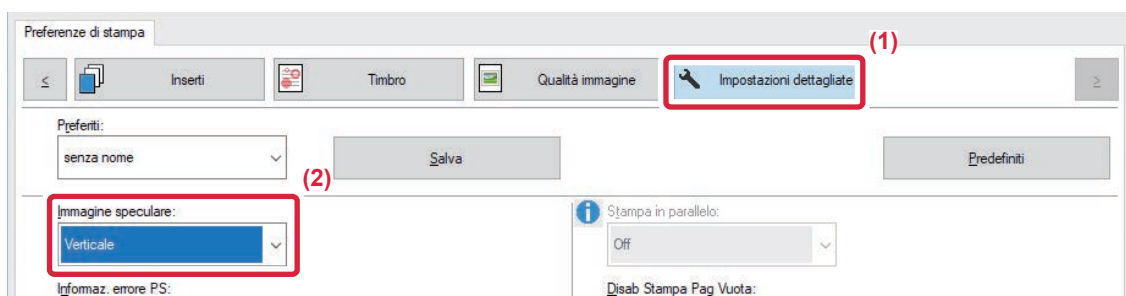 Preferenze di stampa
(1)
<
Inserti
Timbro
Qualità immagine
Impostazioni dettagliate
>
Preferiti:
senza nome
Salva
Predefiniti
(2)
Immagine speculare:
Stampa in parallelo:
Verticale
Off
Informaz. errore PS:
Disab Stampa Pag Vuota: